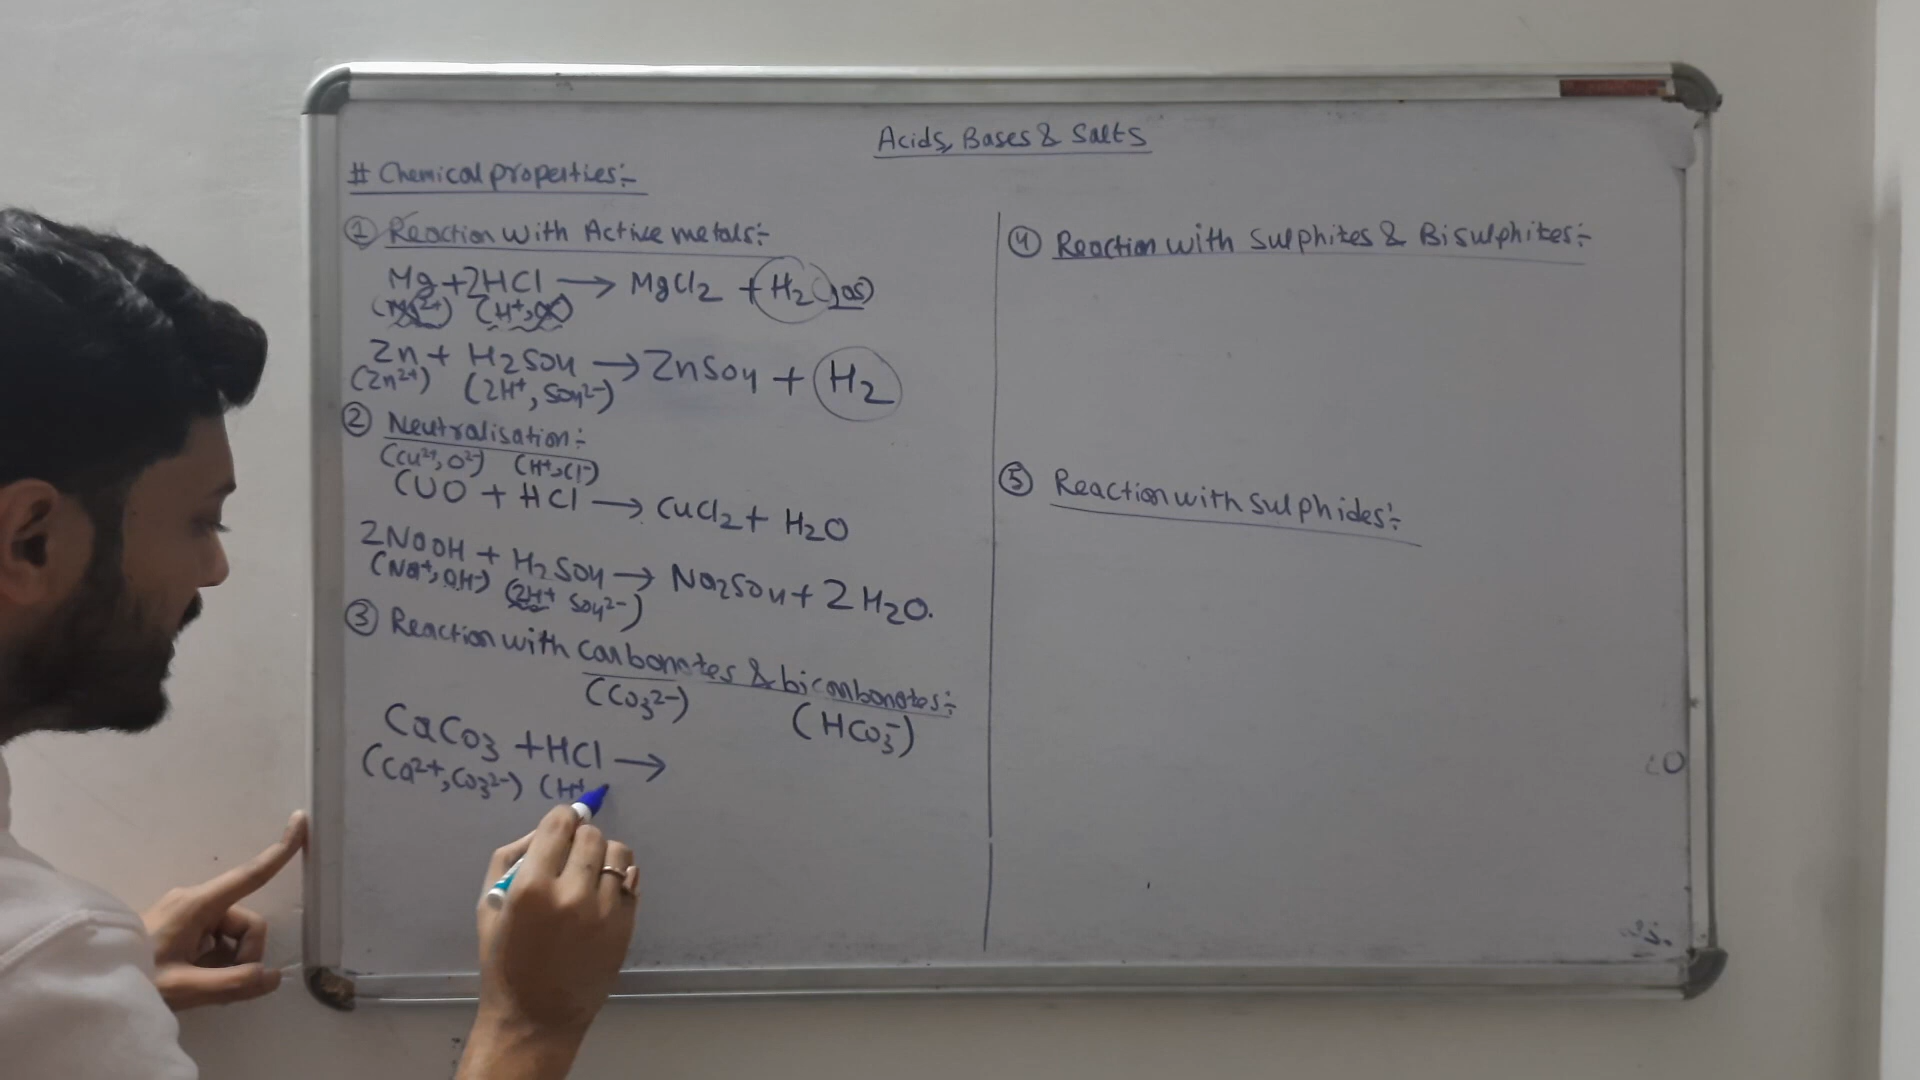 Acids, Bases & Salts
# Chemical properties:-
① Reaction with Active metals:-
Mg + 2HCl → MgCl2 + H2 (gas)
(Mg2+) (H+, Cl-)
Zn + H2SO4 → ZnSO4 + H2
(Zn2+) (2H+, SO42-)
② Neutralisation:-
(Cu2+, O2-) (H+, Cl-)
CUO + HCl → CuCl2 + H2O
2NaOH + H2SO4 → Na2SO4 + 2H2O.
(Na+, OH-) (2H+ SO42-)
③ Reaction with carbonates & bicarbonates:-
(CO32-) (HCO3-)
CaCO3 + HCl →
(Ca2+, CO32-) (H+
④ Reaction with Sulphites & Bisulphites:-
⑤ Reaction with sulphides:-